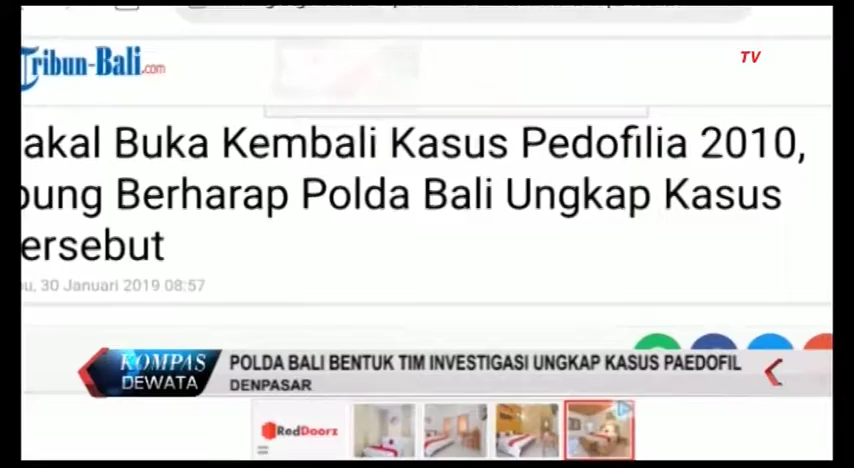 Tribun-Bali.com
TV
akal Buka Kembali Kasus Pedofilia 2010,
ung Berharap Polda Bali Ungkap Kasus
ersebut
u, 30 Januari 2019 08:57
KOMPAS
DEWATA
POLDA BALI BENTUK TIM INVESTIGASI UNGKAP KASUS PAEDOFIL
DENPASAR
RedDoorz